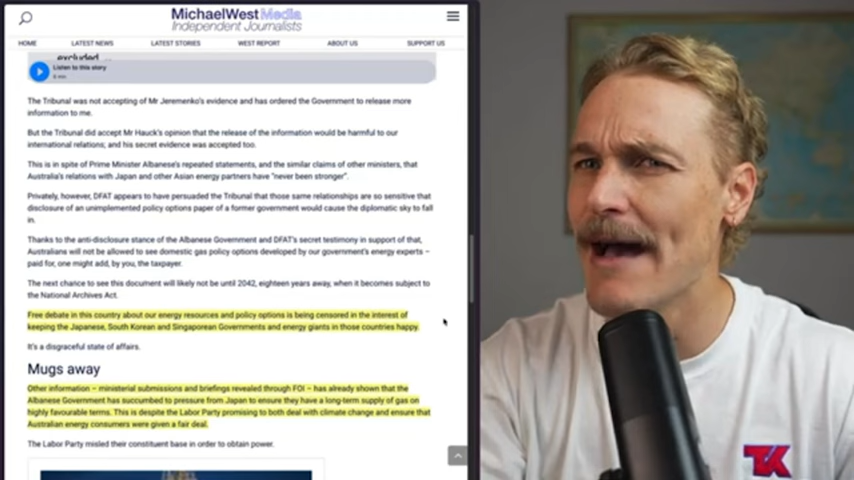 MichaelWest Media
Independent Journalists
HOME LATEST NEWS LATEST STORIES WEST REPORT ABOUT US SUPPORT US
excluded ...
Listen to this story
6 min
The Tribunal was not accepting of Mr Jeremenko's evidence and has ordered the Government to release more
information to me.
But the Tribunal did accept Mr Hauck's opinion that the release of the information would be harmful to our
international relations; and his secret evidence was accepted too.
This is in spite of Prime Minister Albanese's repeated statements, and the similar claims of other ministers, that
Australia's relations with Japan and other Asian energy partners have "never been stronger".
Privately, however, DFAT appears to have persuaded the Tribunal that those same relationships are so sensitive that
disclosure of an unimplemented policy options paper of a former government would cause the diplomatic sky to fall
in.
Thanks to the anti-disclosure stance of the Albanese Government and DFAT's secret testimony in support of that,
Australians will not be allowed to see domestic gas policy options developed by our government's energy experts –
paid for, one might add, by you, the taxpayer.
The next chance to see this document will likely not be until 2042, eighteen years away, when it becomes subject to
the National Archives Act.
Free debate in this country about our energy resources and policy options is being censored in the interest of
keeping the Japanese, South Korean and Singaporean Governments and energy giants in those countries happy.
It's a disgraceful state of affairs.
Mugs away
Other information – ministerial submissions and briefings revealed through FOI – has already shown that the
Albanese Government has succumbed to pressure from Japan to ensure they have a long-term supply of gas on
highly favourable terms. This is despite the Labor Party promising to both deal with climate change and ensure that
Australian energy consumers were given a fair deal.
The Labor Party misled their constituent base in order to obtain power.
TK